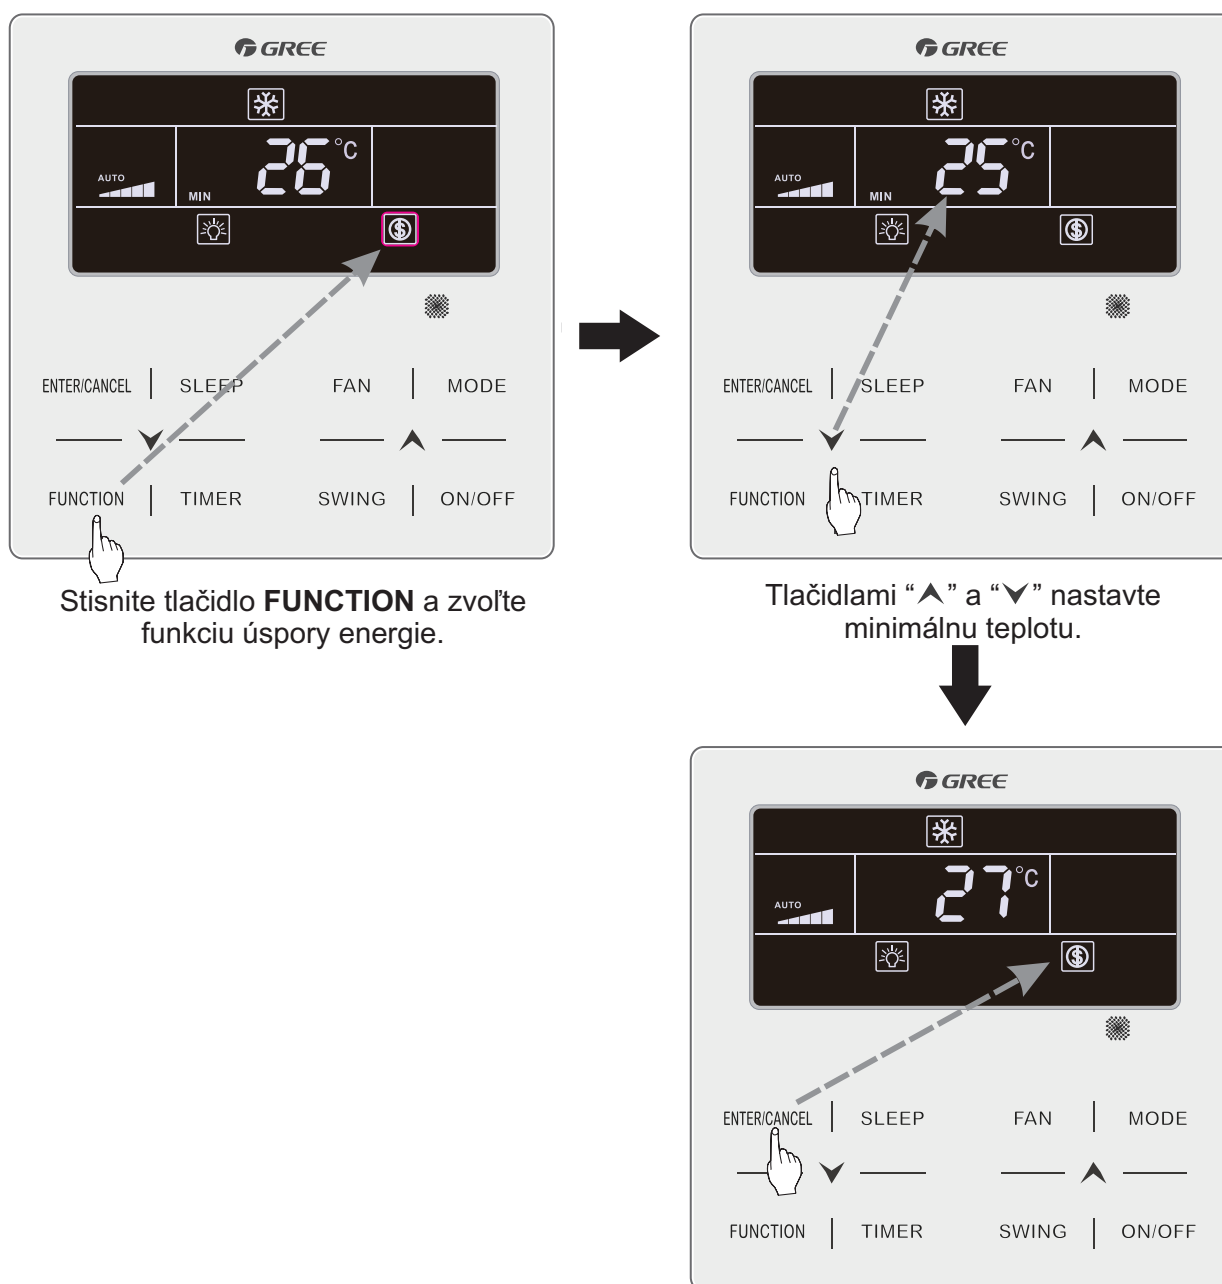 GREE
AUTO
MIN
26°C
ENTER/CANCEL SLEEP FAN MODE
FUNCTION TIMER SWING ON/OFF
Stisnite tlačidlo FUNCTION a zvoľte
funkciu úspory energie.
GREE
AUTO
MIN
25°C
ENTER/CANCEL SLEEP FAN MODE
FUNCTION TIMER SWING ON/OFF
Tlačidlami “⮝” a “⮟” nastavte
minimálnu teplotu.
GREE
AUTO
27°C
ENTER/CANCEL SLEEP FAN MODE
FUNCTION TIMER SWING ON/OFF